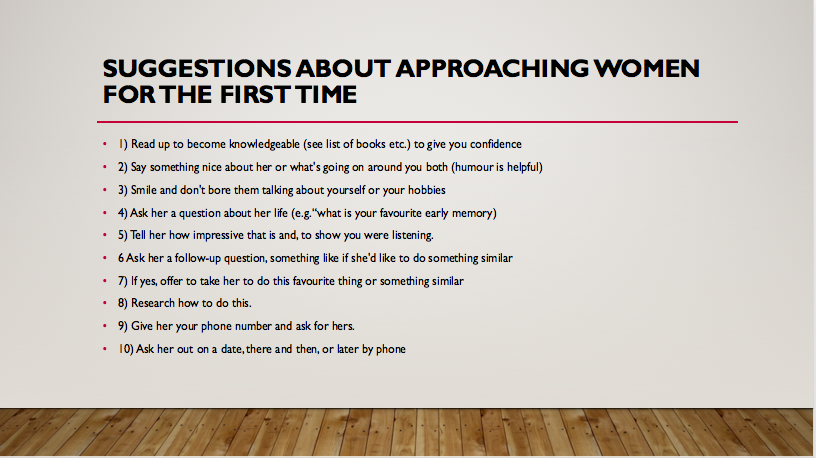 SUGGESTIONS ABOUT APPROACHING WOMEN
FOR THE FIRST TIME
• 1) Read up to become knowledgeable (see list of books etc.) to give you confidence
• 2) Say something nice about her or what's going on around you both (humour is helpful)
• 3) Smile and don't bore them talking about yourself or your hobbies
• 4) Ask her a question about her life (e.g.“what is your favourite early memory)
• 5) Tell her how impressive that is and, to show you were listening.
• 6 Ask her a follow-up question, something like if she'd like to do something similar
• 7) If yes, offer to take her to do this favourite thing or something similar
• 8) Research how to do this.
• 9) Give her your phone number and ask for hers.
• 10) Ask her out on a date, there and then, or later by phone